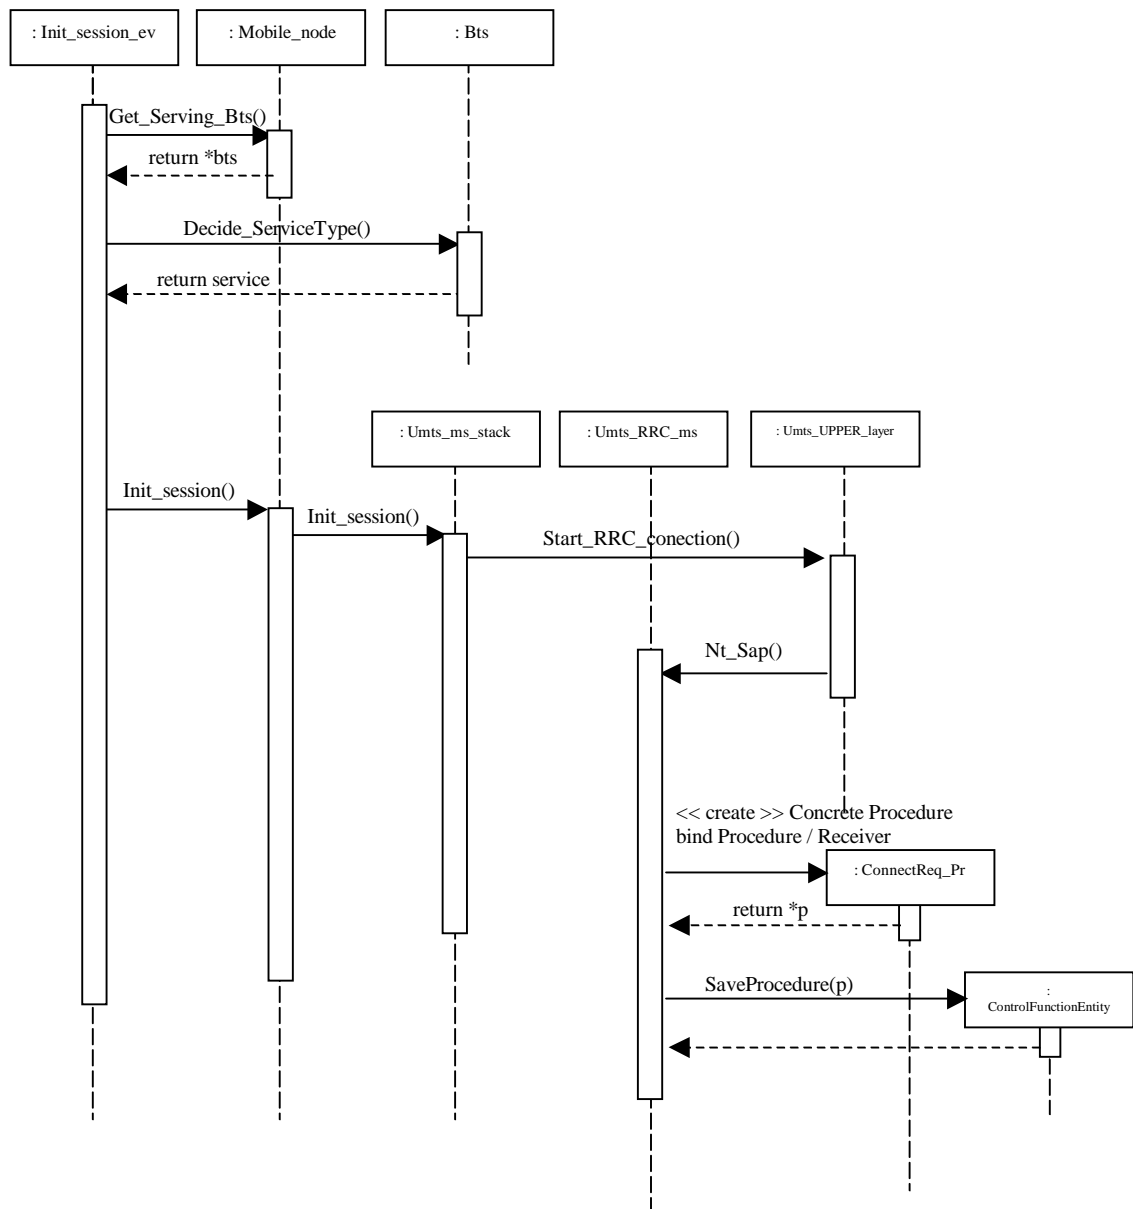 : Init_session_ev
: Mobile_node
: Bts
Get_Serving_Bts()
return *bts
Decide_ServiceType()
return service
: Umts_ms_stack
: Umts_RRC_ms
: Umts_UPPER_layer
Init_session()
Init_session()
Start_RRC_conection()
Nt_Sap()
<< create >> Concrete Procedure
bind Procedure / Receiver
: ConnectReq_Pr
return *p
SaveProcedure(p)
:
ControlFunctionEntity